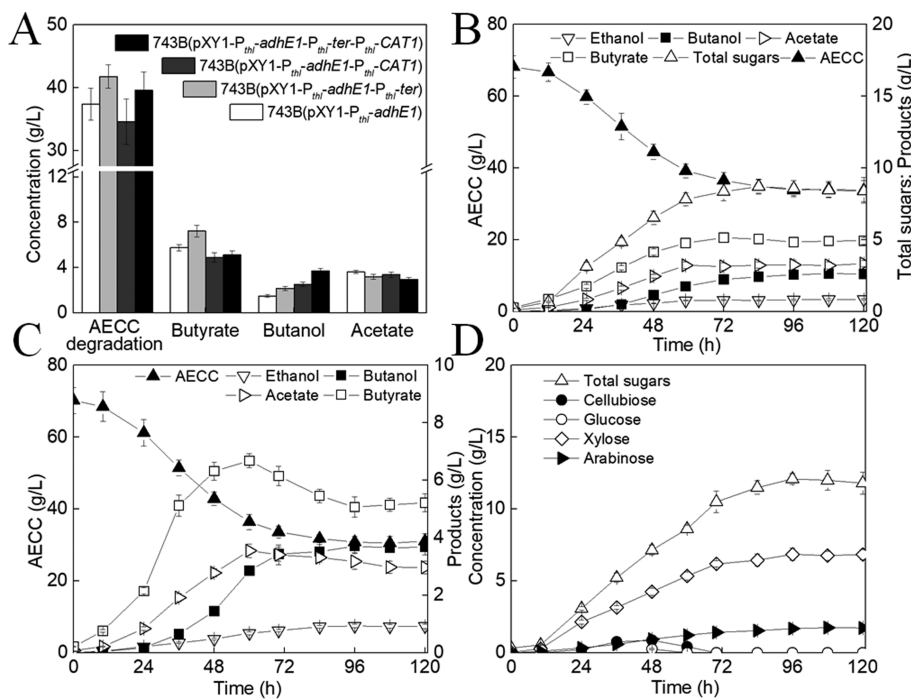 A
50
40
30
12
8
4
0
Concentration (g/L)
743B(pXY1-Pthl-adhE1-Pthl-ter-Pthl-CAT1)
743B(pXY1-Pthl-adhE1-Pthl-CAT1)
743B(pXY1-Pthl-adhE1-Pthl-ter)
743B(pXY1-Pthl-adhE1)
AECC degradation
Butyrate
Butanol
Acetate
B
80
60
40
20
0
AECC (g/L)
Ethanol Butanol Acetate
Butyrate Total sugars AECC
20
15
10
5
0
Total sugars; Products (g/L)
0 24 48 72 96 120
Time (h)
C
80
60
40
20
0
AECC (g/L)
AECC Ethanol Butanol
Acetate Butyrate
10
8
6
4
2
0
Products (g/L)
0 24 48 72 96 120
Time (h)
D
20
15
10
5
0
Concentration (g/L)
Total sugars
Cellubiose
Glucose
Xylose
Arabinose
0 24 48 72 96 120
Time (h)